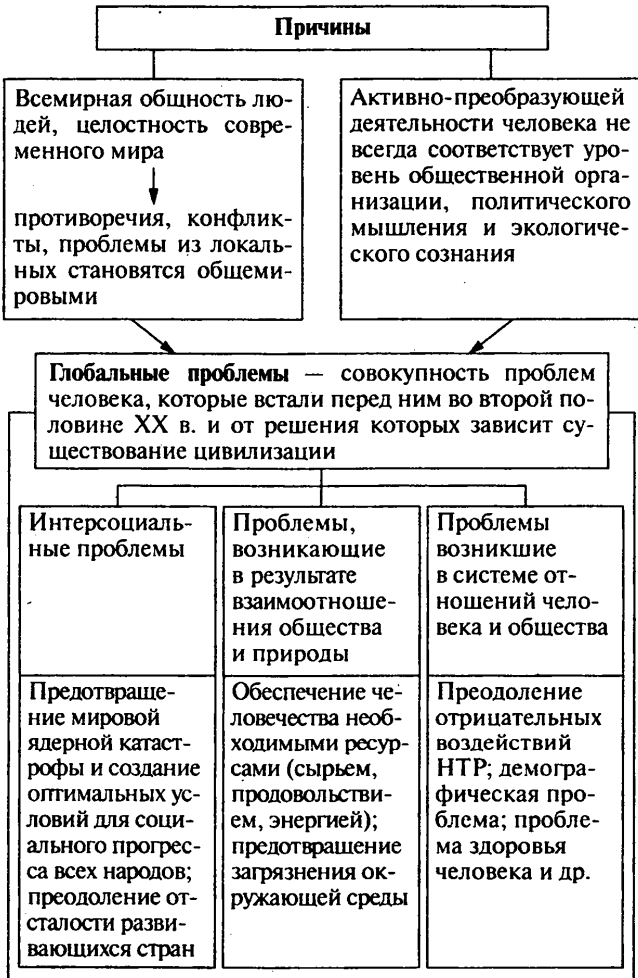 Причины
Всемирная общность лю-
дей, целостность совре-
менного мира
противоречия, конфлик-
ты, проблемы из локаль-
ных становятся общеми-
ровыми
Активно-преобразующей
деятельности человека не
всегда соответствует уро-
вень общественной орга-
низации, политического
мышления и экологиче-
ского сознания
Глобальные проблемы — совокупность проблем
человека, которые встали перед ним во второй по-
ловине XX в. и от решения которых зависит су-
ществование цивилизации
Интерсоциаль-
ные проблемы
Проблемы,
возникающие
в результате
взаимоотноше-
ния общества
и природы
Проблемы
возникшие
в системе от-
ношений чело-
века и общества
Предотвраще-
ние мировой
ядерной катаст-
рофы и создание
оптимальных ус-
ловий для соци-
ального прогрес-
са всех народов;
преодоление от-
сталости разви-
вающихся стран
Обеспечение че-
ловечества необ-
ходимыми ресур-
сами (сырьем,
продовольстви-
ем, энергией);
предотвращение
загрязнения ок-
ружающей среды
Преодоление
отрицательных
воздействий
НТР; демогра-
фическая про-
блема; пробле-
ма здоровья
человека и др.